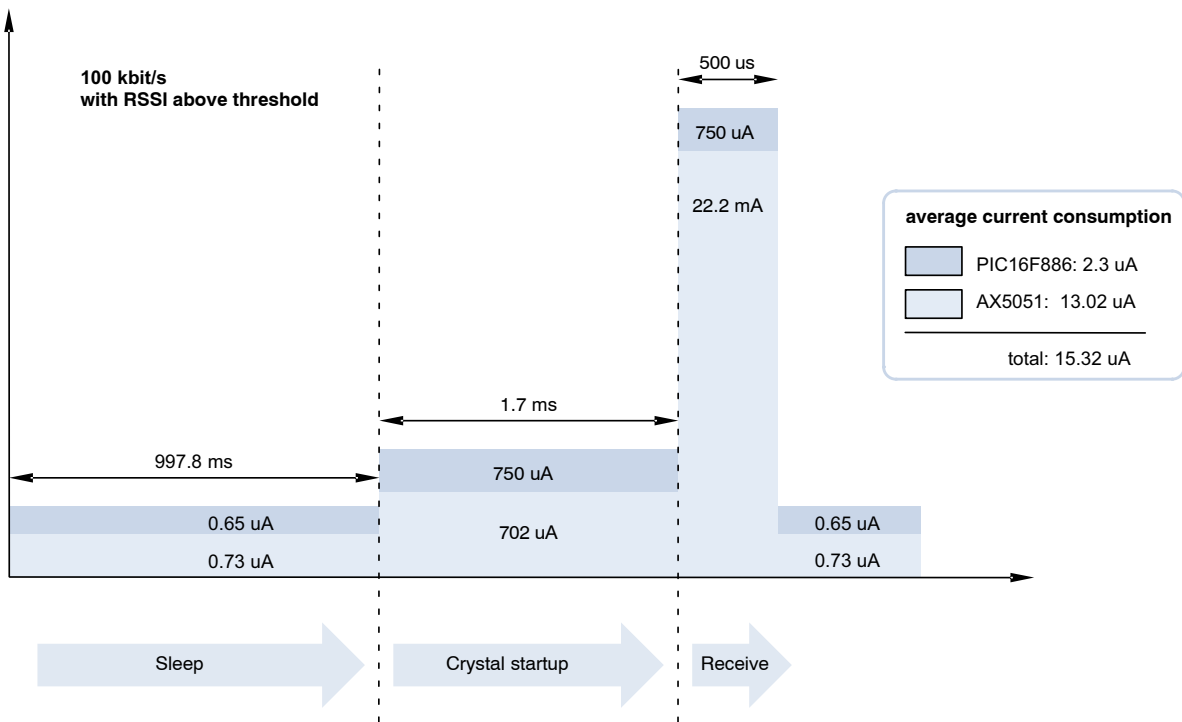 500 us
100 kbit/s
with RSSI above threshold
750 uA
22.2 mA
average current consumption
PIC16F886: 2.3 uA
AX5051: 13.02 uA
total: 15.32 uA
1.7 ms
997.8 ms
750 uA
0.65 uA
0.65 uA
702 uA
0.73 uA
0.73 uA
Sleep
Crystal startup
Receive